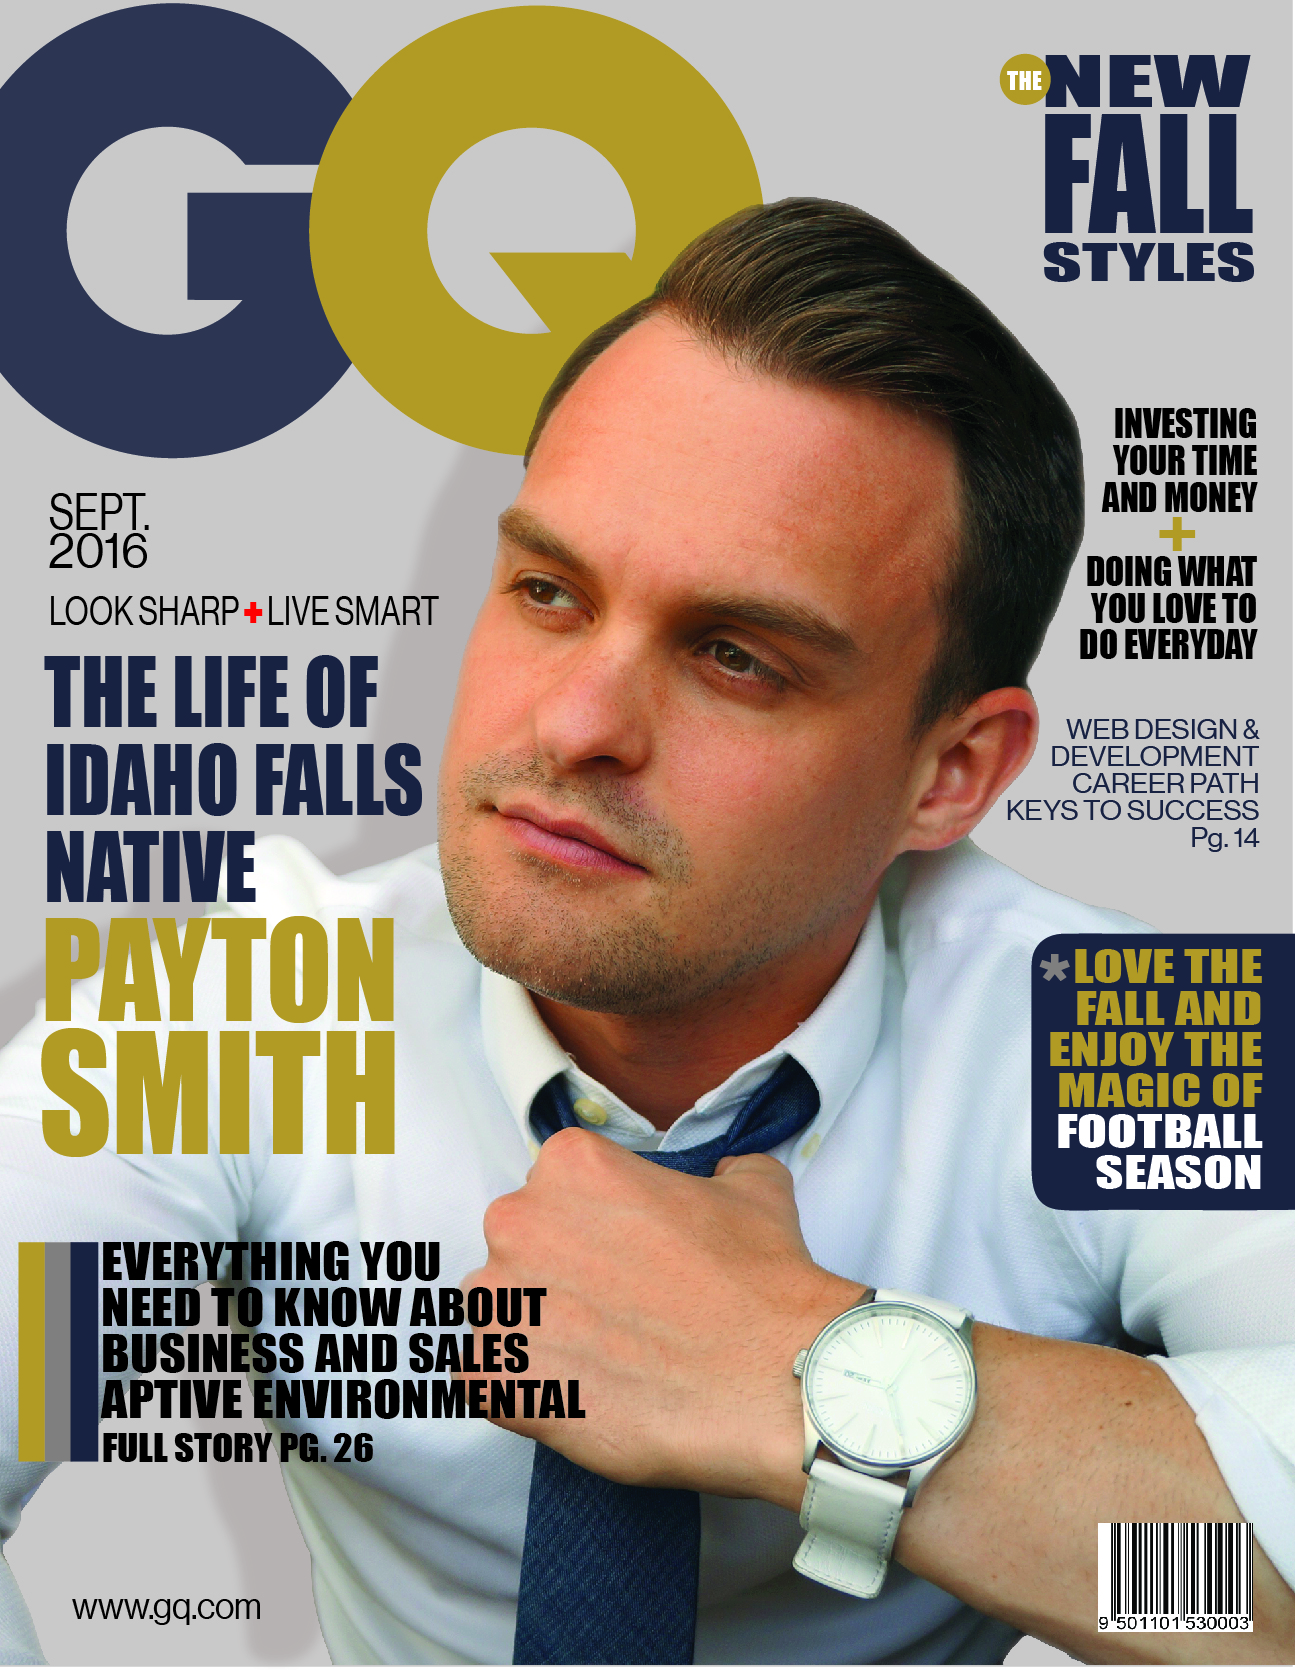 GQ
THE NEW
FALL
STYLES
SEPT.
2016
LOOK SHARP+LIVE SMART
THE LIFE OF
IDAHO FALLS
NATIVE
PAYTON
SMITH
INVESTING
YOUR TIME
AND MONEY
+
DOING WHAT
YOU LOVE TO
DO EVERYDAY
WEB DESIGN &
DEVELOPMENT
CAREER PATH
KEYS TO SUCCESS
Pg. 14
*LOVE THE
FALL AND
ENJOY THE
MAGIC OF
FOOTBALL
SEASON
EVERYTHING YOU
NEED TO KNOW ABOUT
BUSINESS AND SALES
APTIVE ENVIRONMENTAL
FULL STORY PG. 26
www.gq.com
9 501101 530003